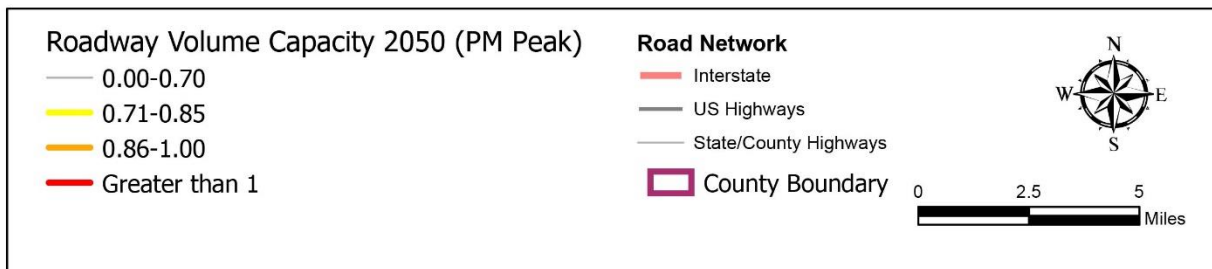 Roadway Volume Capacity 2050 (PM Peak)
0.00-0.70
0.71-0.85
0.86-1.00
Greater than 1
Road Network
Interstate
US Highways
State/County Highways
County Boundary
N
W E
S
0 2.5 5
Miles